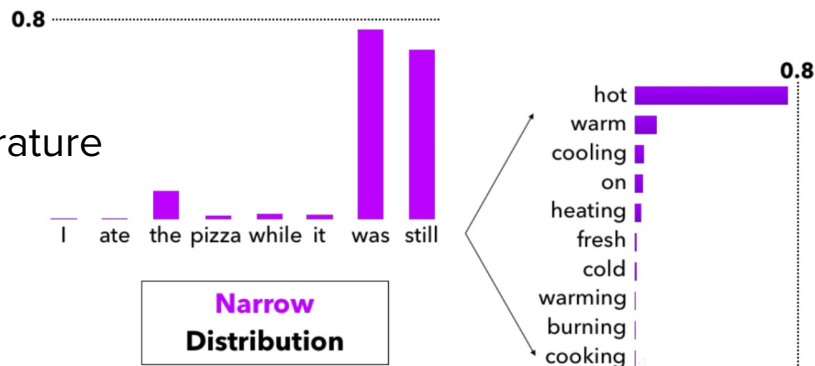 0.8
rature
I ate the pizza while it was still
Narrow
Distribution
0.8
hot
warm
cooling
on
heating
fresh
cold
warming
burning
cooking